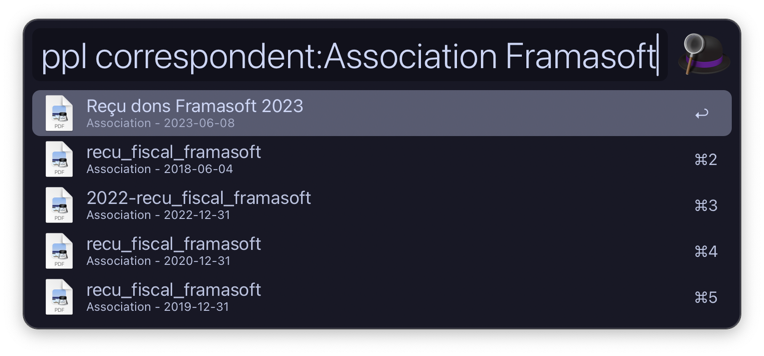 ppl correspondent:Association Framasoft
Reçu dons Framasoft 2023
Association - 2023-06-08
↩
PDF
recu_fiscal_framasoft
Association - 2018-06-04
⌘2
PDF
2022-recu_fiscal_framasoft
Association - 2022-12-31
⌘3
PDF
recu_fiscal_framasoft
Association - 2020-12-31
⌘4
PDF
recu_fiscal_framasoft
Association - 2019-12-31
⌘5
PDF